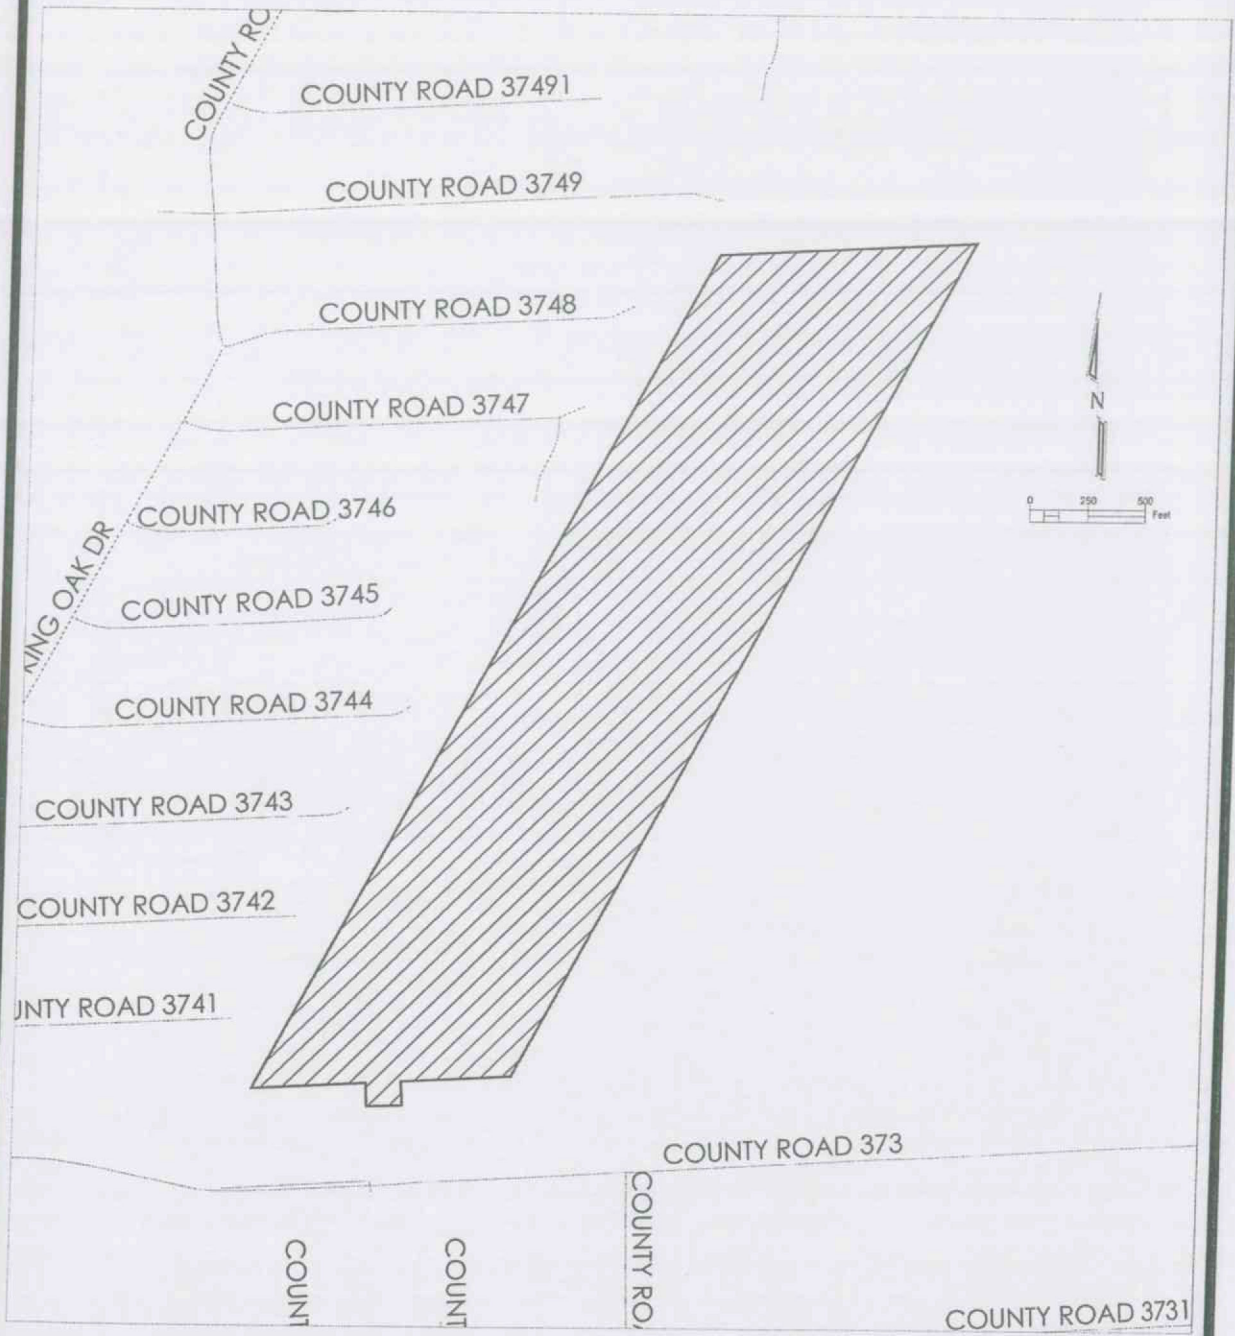 COUNTY RO
COUNTY ROAD 37491
COUNTY ROAD 3749
COUNTY ROAD 3748
COUNTY ROAD 3747
N
0 250 500
Feet
COUNTY ROAD 3746
KING OAK DR
COUNTY ROAD 3745
COUNTY ROAD 3744
COUNTY ROAD 3743
COUNTY ROAD 3742
UNTY ROAD 3741
COUNTY ROAD 373
COUNT
COUNT
COUNTY RO
COUNTY ROAD 3731